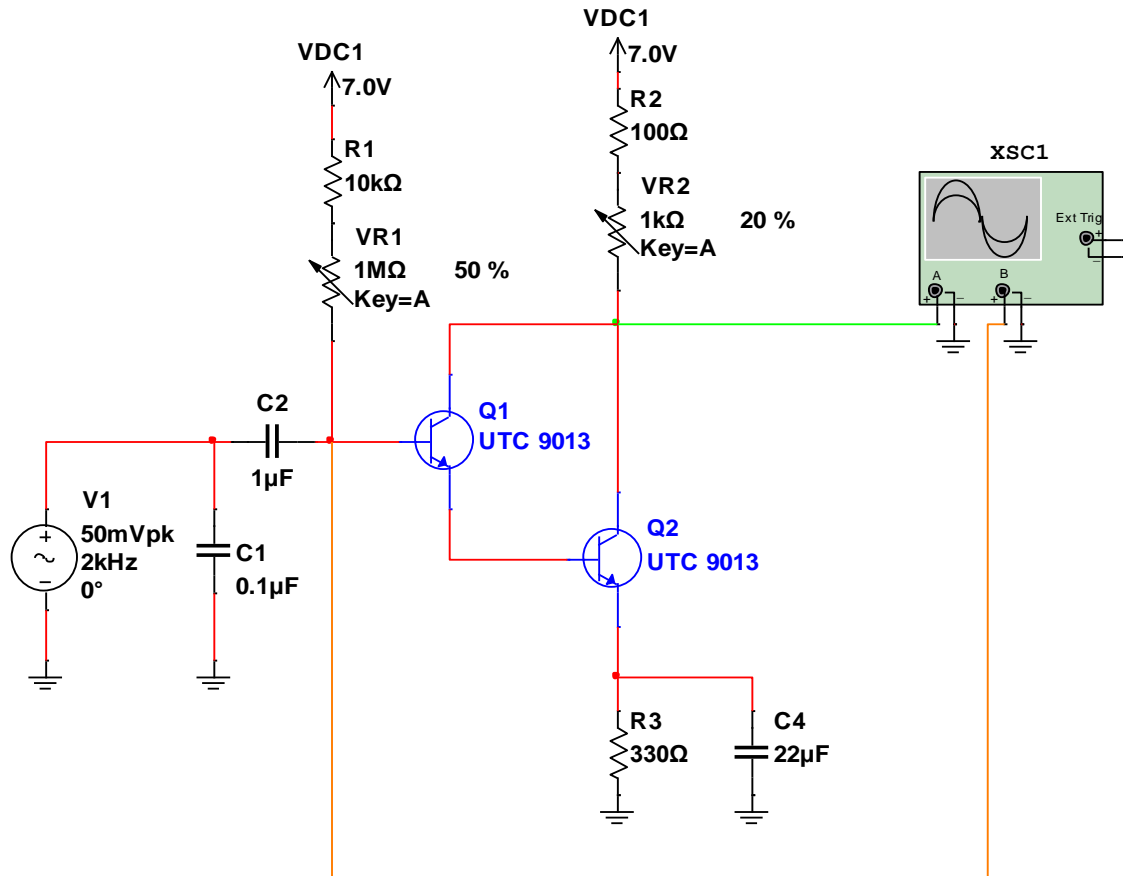 VDC1
7.0V
R1
10kΩ
VR1
1MΩ 50 %
Key=A
VDC1
7.0V
R2
100Ω
VR2
1kΩ 20 %
Key=A
XSC1
Ext Trig
+
_
A
B
+ _ + _
C2
1µF
V1
50mVpk
2kHz
0°
C1
0.1µF
Q1
UTC 9013
Q2
UTC 9013
R3
330Ω
C4
22µF